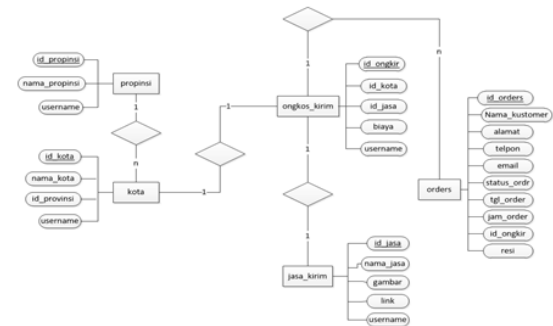 id_propinsi
nama_propinsi
username
propinsi
1
n
id_kota
nama_kota
id_provinsi
username
kota
1
1
1
ongkos_kirim
id_ongkir
id_kota
id_jasa
biaya
username
1
1
jasa_kirim
id_jasa
nama_jasa
gambar
link
username
n
orders
id_orders
Nama_kustomer
alamat
telpon
email
status_ordr
tgl_order
jam_order
id_ongkir
resi